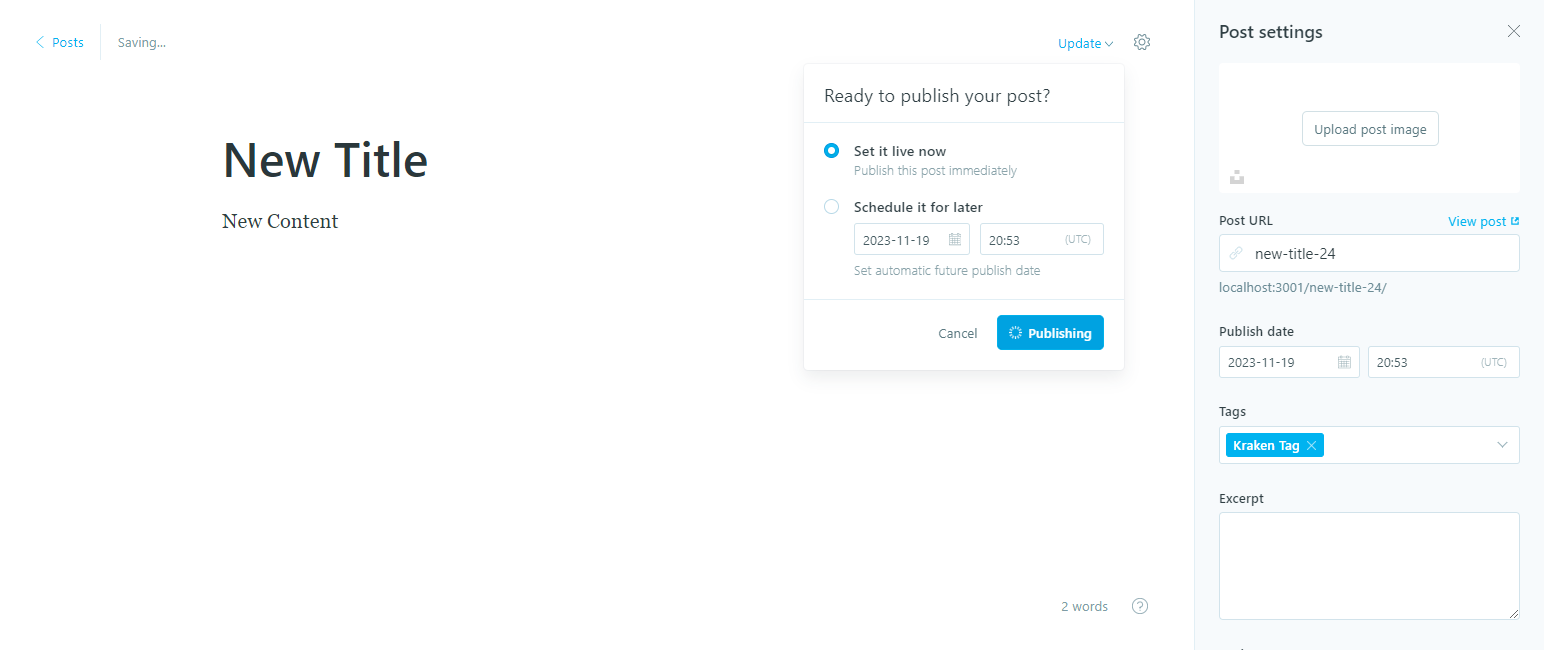 Posts
Saving...
Update
New Title
New Content
Ready to publish your post?
Set it live now
Publish this post immediately
Schedule it for later
2023-11-19
20:53 (UTC)
Set automatic future publish date
Cancel
Publishing
2 words
?
Post settings
Upload post image
Post URL
View post
new-title-24
localhost:3001/new-title-24/
Publish date
2023-11-19
20:53 (UTC)
Tags
Kraken Tag
Excerpt